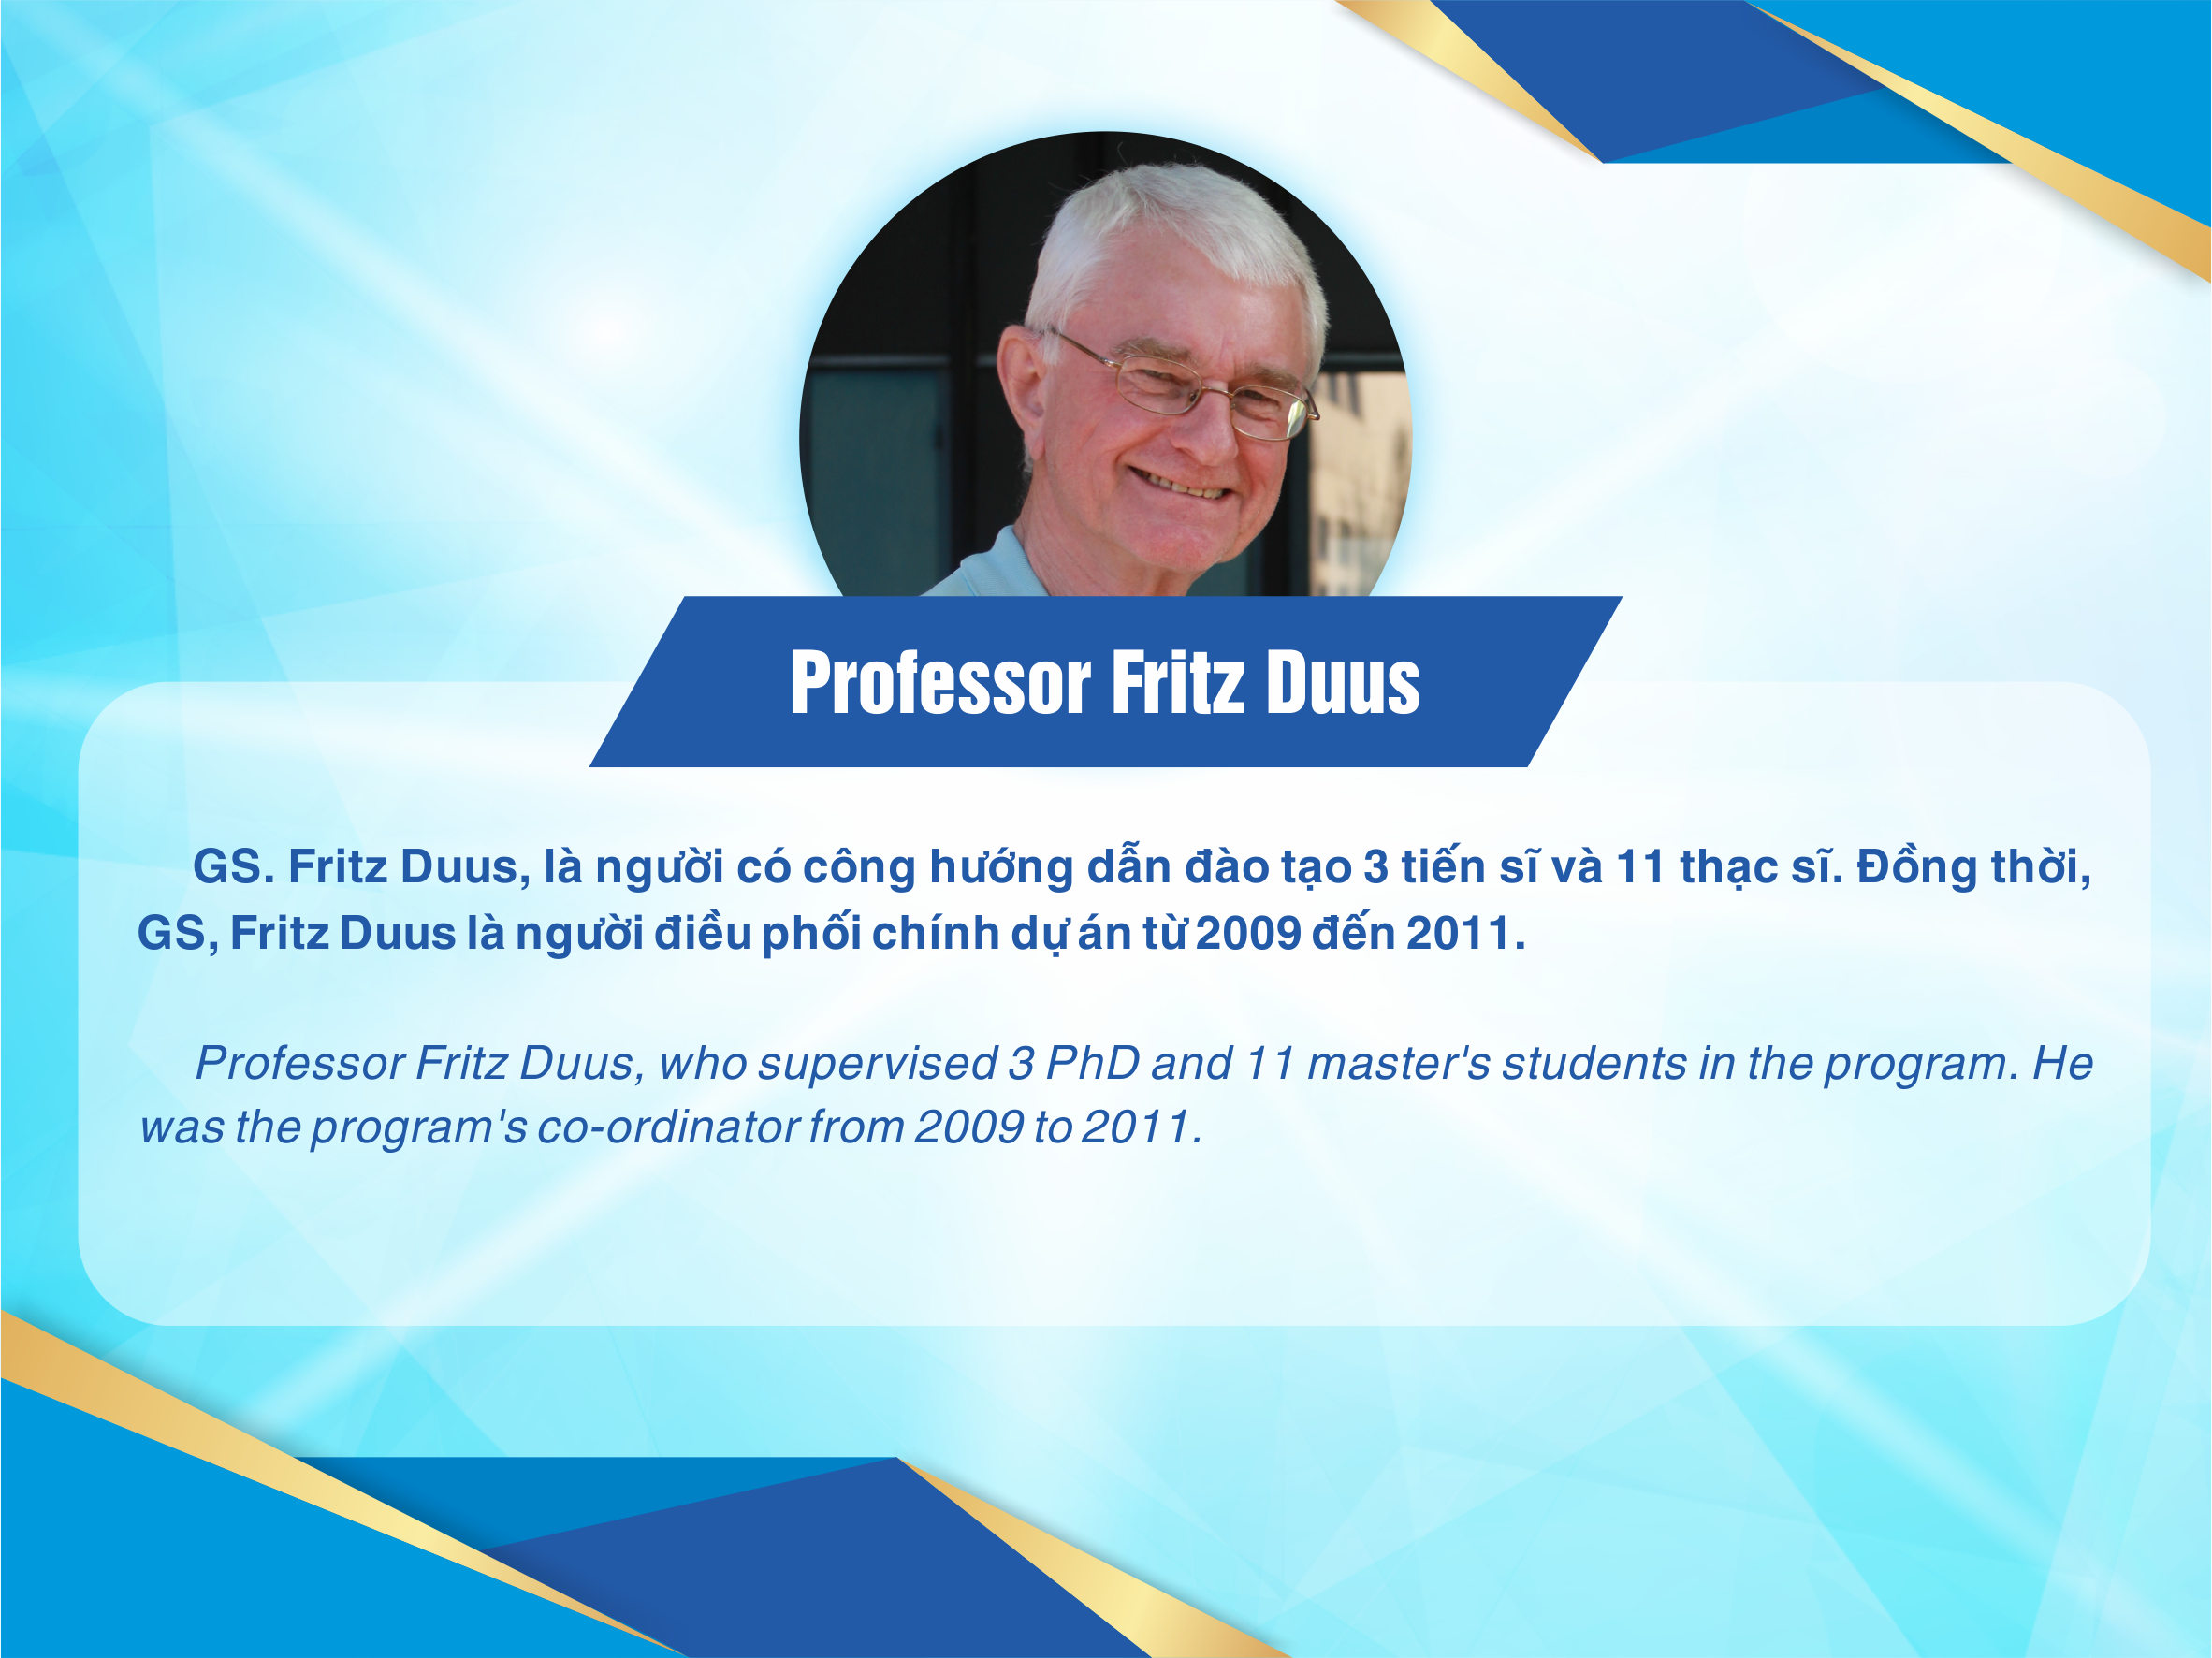 Professor Fritz Duus
GS. Fritz Duus, là người có công hướng dẫn đào tạo 3 tiến sĩ và 11 thạc sĩ. Đồng thời,
GS, Fritz Duus là người điều phối chính dự án từ 2009 đến 2011.
Professor Fritz Duus, who supervised 3 PhD and 11 master's students in the program. He
was the program's co-ordinator from 2009 to 2011.